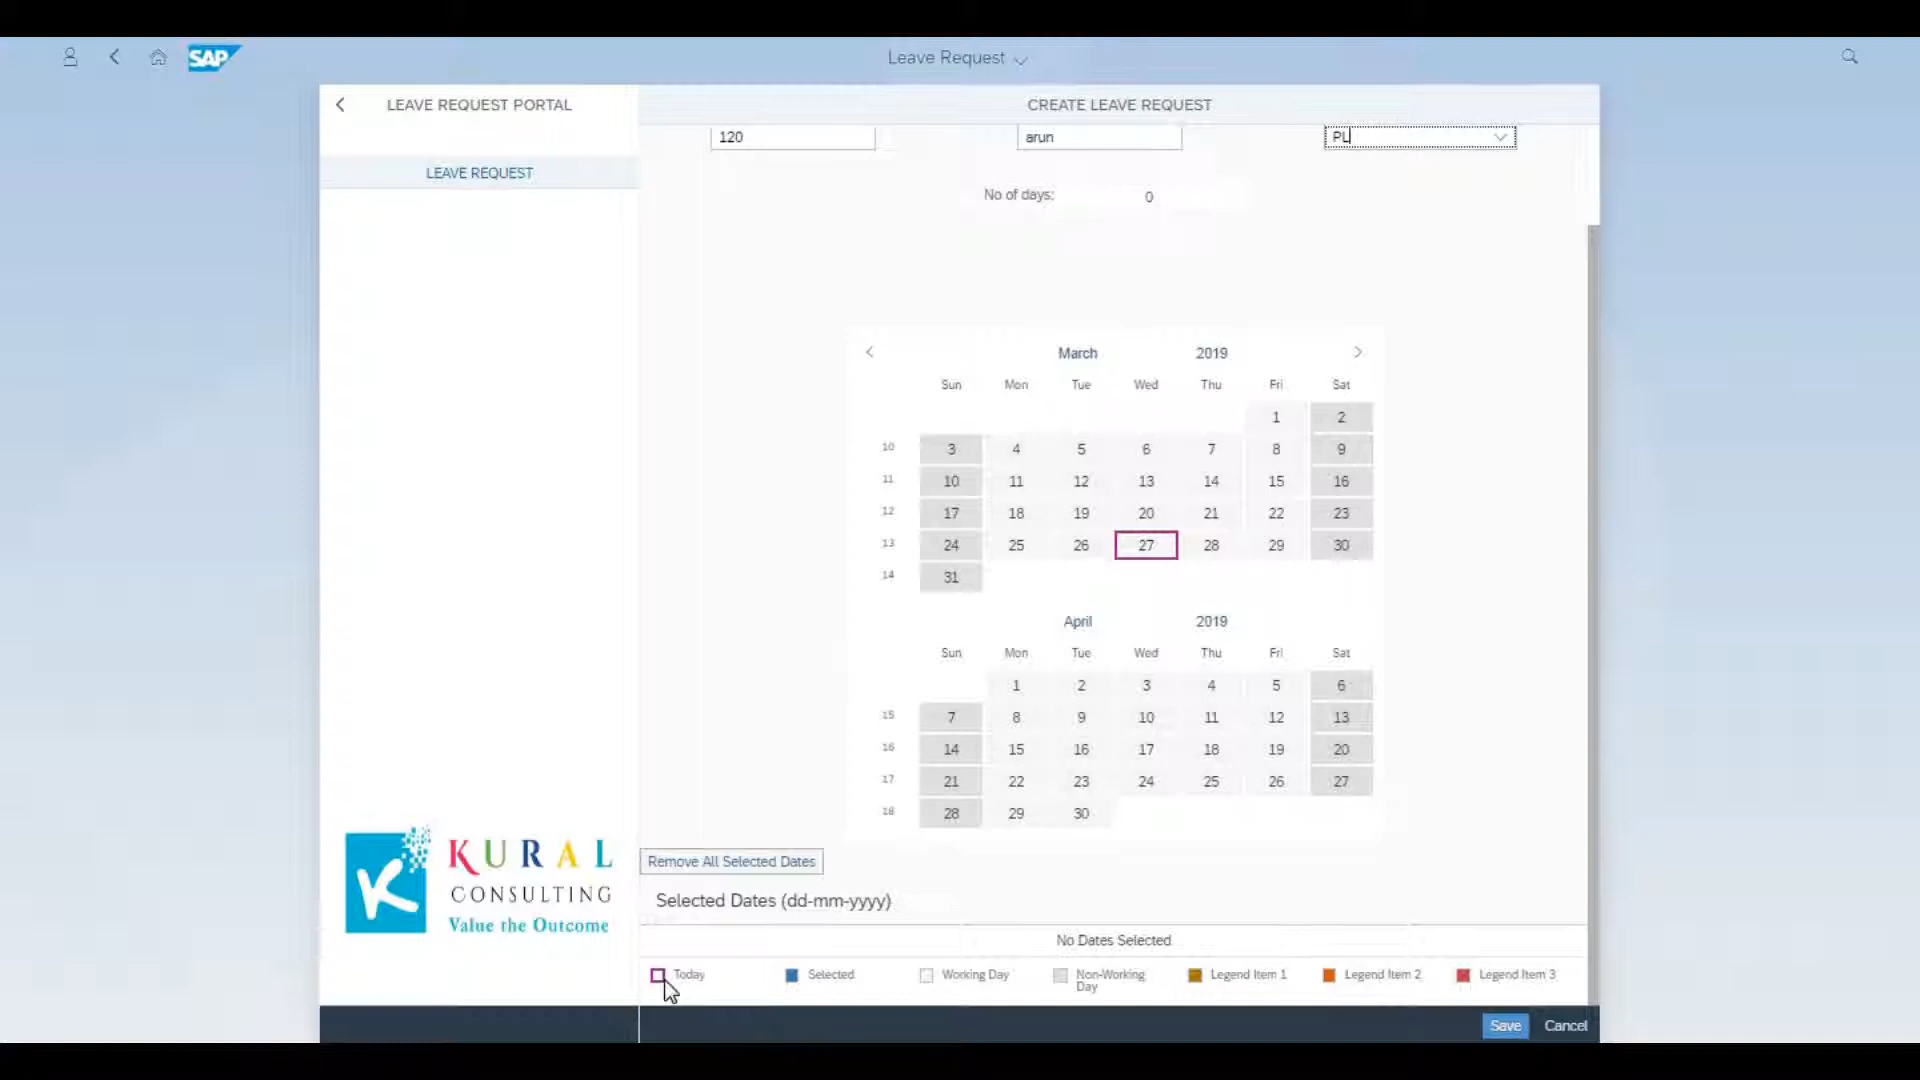 SAP
Leave Request
LEAVE REQUEST PORTAL
CREATE LEAVE REQUEST
120
arun
PL
LEAVE REQUEST
No of days:
0
March 2019
Sun Mon Tue Wed Thu Fri Sat
1 2
10 3 4 5 6 7 8 9
11 10 11 12 13 14 15 16
12 17 18 19 20 21 22 23
13 24 25 26 27 28 29 30
14 31
April 2019
Sun Mon Tue Wed Thu Fri Sat
1 2 3 4 5 6
15 7 8 9 10 11 12 13
16 14 15 16 17 18 19 20
17 21 22 23 24 25 26 27
18 28 29 30
K
KURAL
CONSULTING
Value the Outcome
Remove All Selected Dates
Selected Dates (dd-mm-yyyy)
No Dates Selected
Today
Selected
Working Day
Non-Working
Day
Legend Item 1
Legend Item 2
Legend Item 3
Save
Cancel